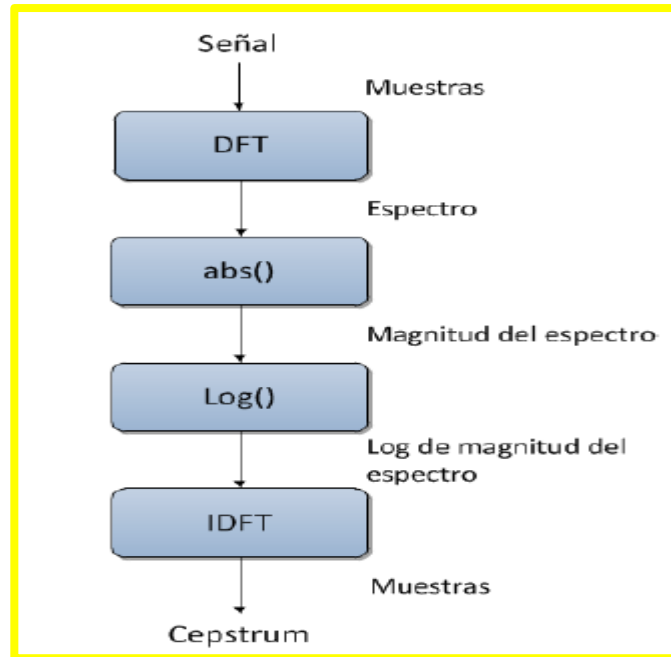 Señal
Muestras
DFT
Espectro
abs()
Magnitud del espectro
Log()
Log de magnitud del
espectro
IDFT
Muestras
Cepstrum